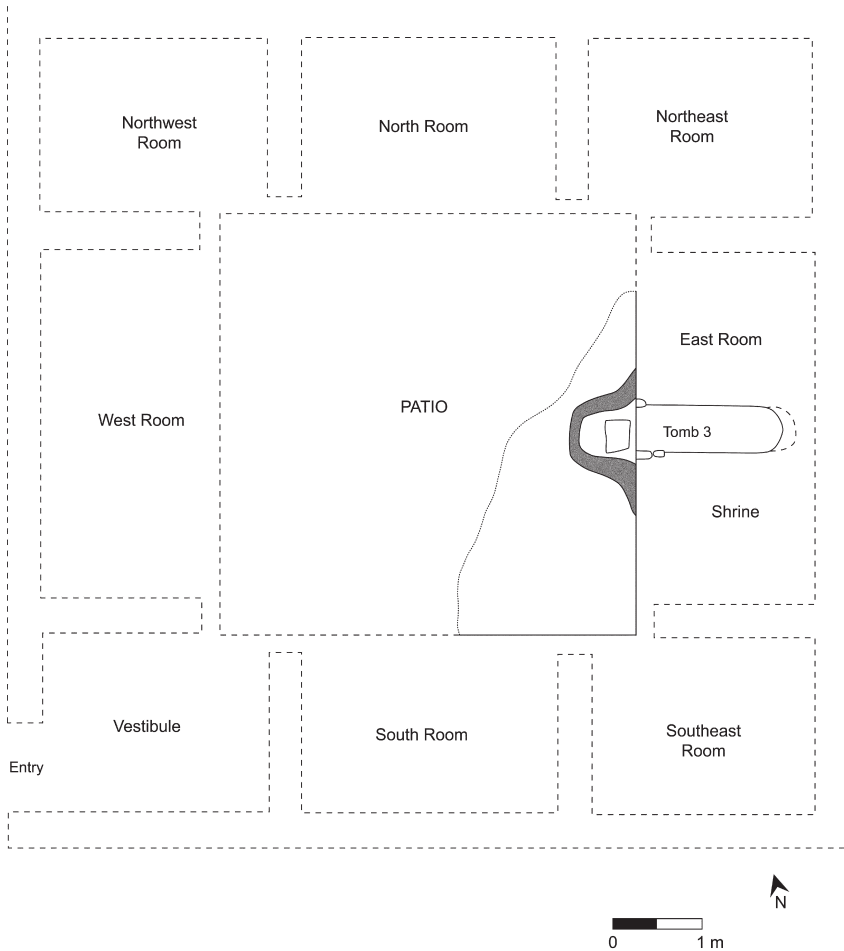 Northwest
Room
North Room
Northeast
Room
East Room
PATIO
West Room
Tomb 3
Shrine
Vestibule
South Room
Southeast
Room
Entry
N
0 1 m